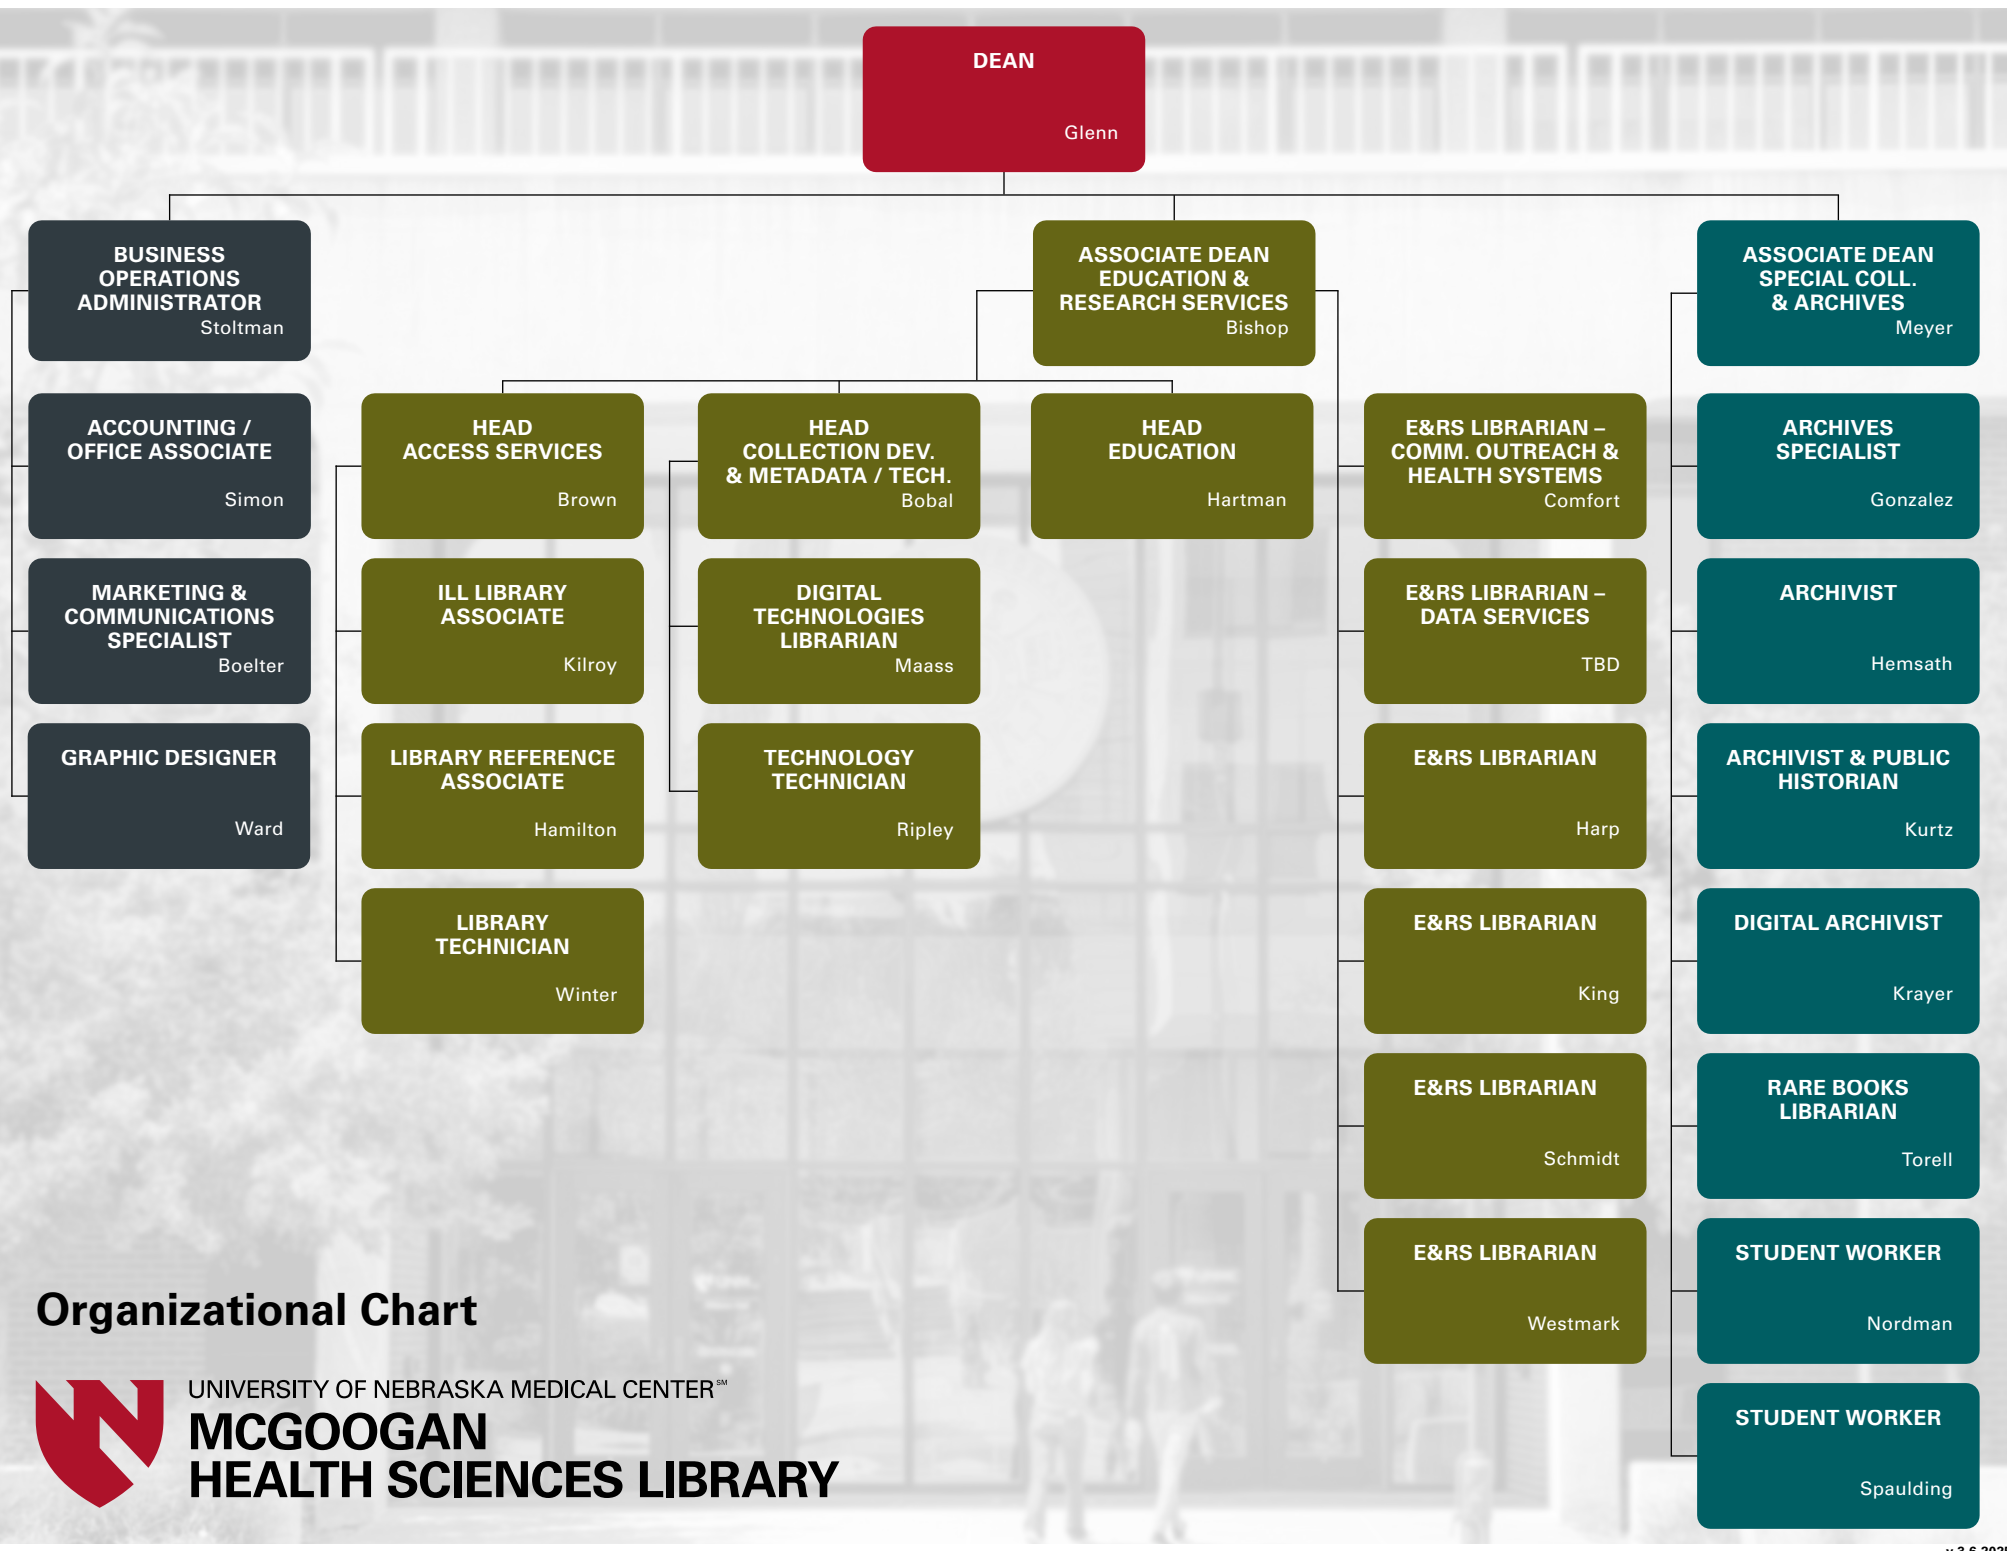 DEAN
Glenn
BUSINESS
OPERATIONS
ADMINISTRATOR
Stoltman
ASSOCIATE DEAN
EDUCATION &
RESEARCH SERVICES
Bishop
ASSOCIATE DEAN
SPECIAL COLL.
& ARCHIVES
Meyer
ACCOUNTING /
OFFICE ASSOCIATE
Simon
HEAD
ACCESS SERVICES
Brown
HEAD
COLLECTION DEV.
& METADATA / TECH.
Bobal
HEAD
EDUCATION
Hartman
E&RS LIBRARIAN –
COMM. OUTREACH &
HEALTH SYSTEMS
Comfort
ARCHIVES
SPECIALIST
Gonzalez
MARKETING &
COMMUNICATIONS
SPECIALIST
Boelter
ILL LIBRARY
ASSOCIATE
Kilroy
DIGITAL
TECHNOLOGIES
LIBRARIAN
Maass
E&RS LIBRARIAN –
DATA SERVICES
TBD
ARCHIVIST
Hemsath
GRAPHIC DESIGNER
Ward
LIBRARY REFERENCE
ASSOCIATE
Hamilton
TECHNOLOGY
TECHNICIAN
Ripley
E&RS LIBRARIAN
Harp
ARCHIVIST & PUBLIC
HISTORIAN
Kurtz
LIBRARY
TECHNICIAN
Winter
E&RS LIBRARIAN
King
DIGITAL ARCHIVIST
Krayer
E&RS LIBRARIAN
Schmidt
RARE BOOKS
LIBRARIAN
Torell
E&RS LIBRARIAN
Westmark
STUDENT WORKER
Nordman
STUDENT WORKER
Spaulding
Organizational Chart
UNIVERSITY OF NEBRASKA MEDICAL CENTER℠
MCGOOGAN
HEALTH SCIENCES LIBRARY